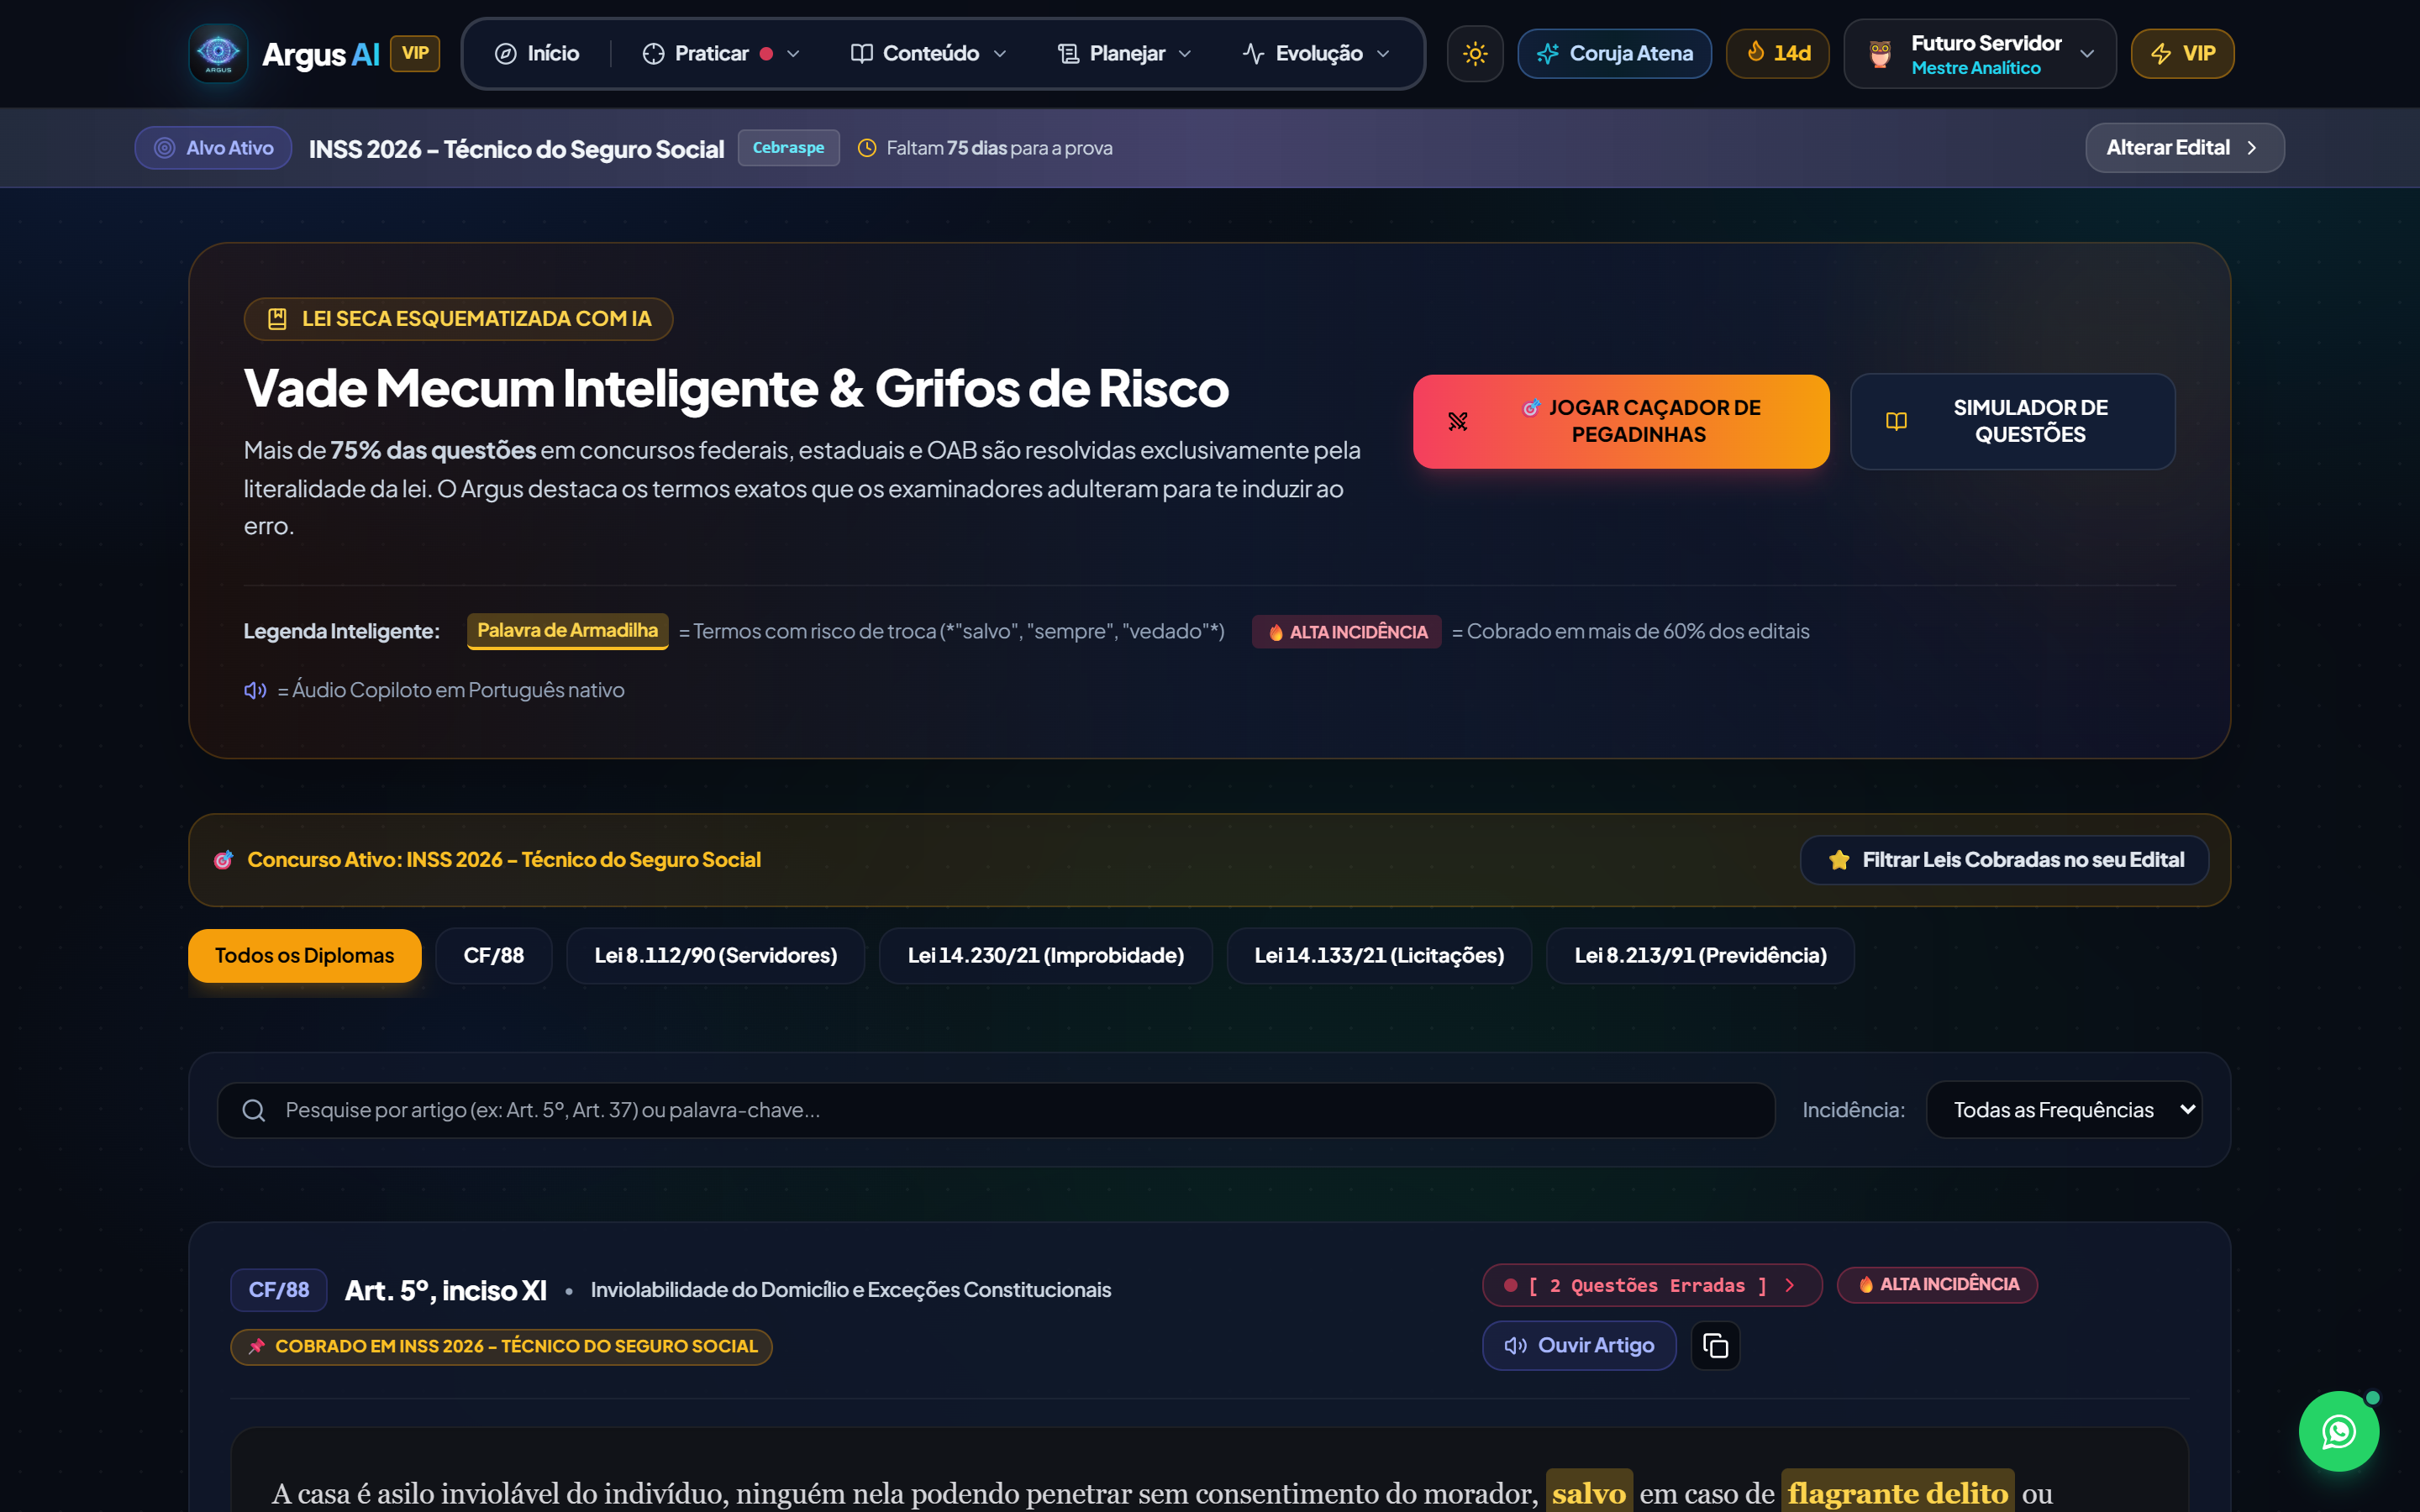 ARGUS
Argus AI VIP
Início
Praticar
Conteúdo
Planejar
Evolução
Coruja Atena
14d
Futuro Servidor
Mestre Analítico
VIP
Alvo Ativo
INSS 2026 – Técnico do Seguro Social
Cebraspe
Faltam 75 dias para a prova
Alterar Edital
LEI SECA ESQUEMATIZADA COM IA
Vade Mecum Inteligente & Grifos de Risco
Mais de 75% das questões em concursos federais, estaduais e OAB são resolvidas exclusivamente pela
literalidade da lei. O Argus destaca os termos exatos que os examinadores adulteram para te induzir ao
erro.
JOGAR CAÇADOR DE
PEGADINHAS
SIMULADOR DE
QUESTÕES
Legenda Inteligente: Palavra de Armadilha = Termos com risco de troca (*"salvo", "sempre", "vedado"*) ALTA INCIDÊNCIA = Cobrado em mais de 60% dos editais
= Áudio Copiloto em Português nativo
Concurso Ativo: INSS 2026 – Técnico do Seguro Social
Filtrar Leis Cobradas no seu Edital
Todos os Diplomas
CF/88
Lei 8.112/90 (Servidores)
Lei 14.230/21 (Improbidade)
Lei 14.133/21 (Licitações)
Lei 8.213/91 (Previdência)
Pesquise por artigo (ex: Art. 5º, Art. 37) ou palavra-chave...
Incidência:
Todas as Frequências
CF/88 Art. 5º, inciso XI • Inviolabilidade do Domicílio e Exceções Constitucionais
COBRADO EM INSS 2026 – TÉCNICO DO SEGURO SOCIAL
[ 2 Questões Erradas ]
ALTA INCIDÊNCIA
Ouvir Artigo
A casa é asilo inviolável do indivíduo, ninguém nela podendo penetrar sem consentimento do morador, salvo em caso de flagrante delito ou